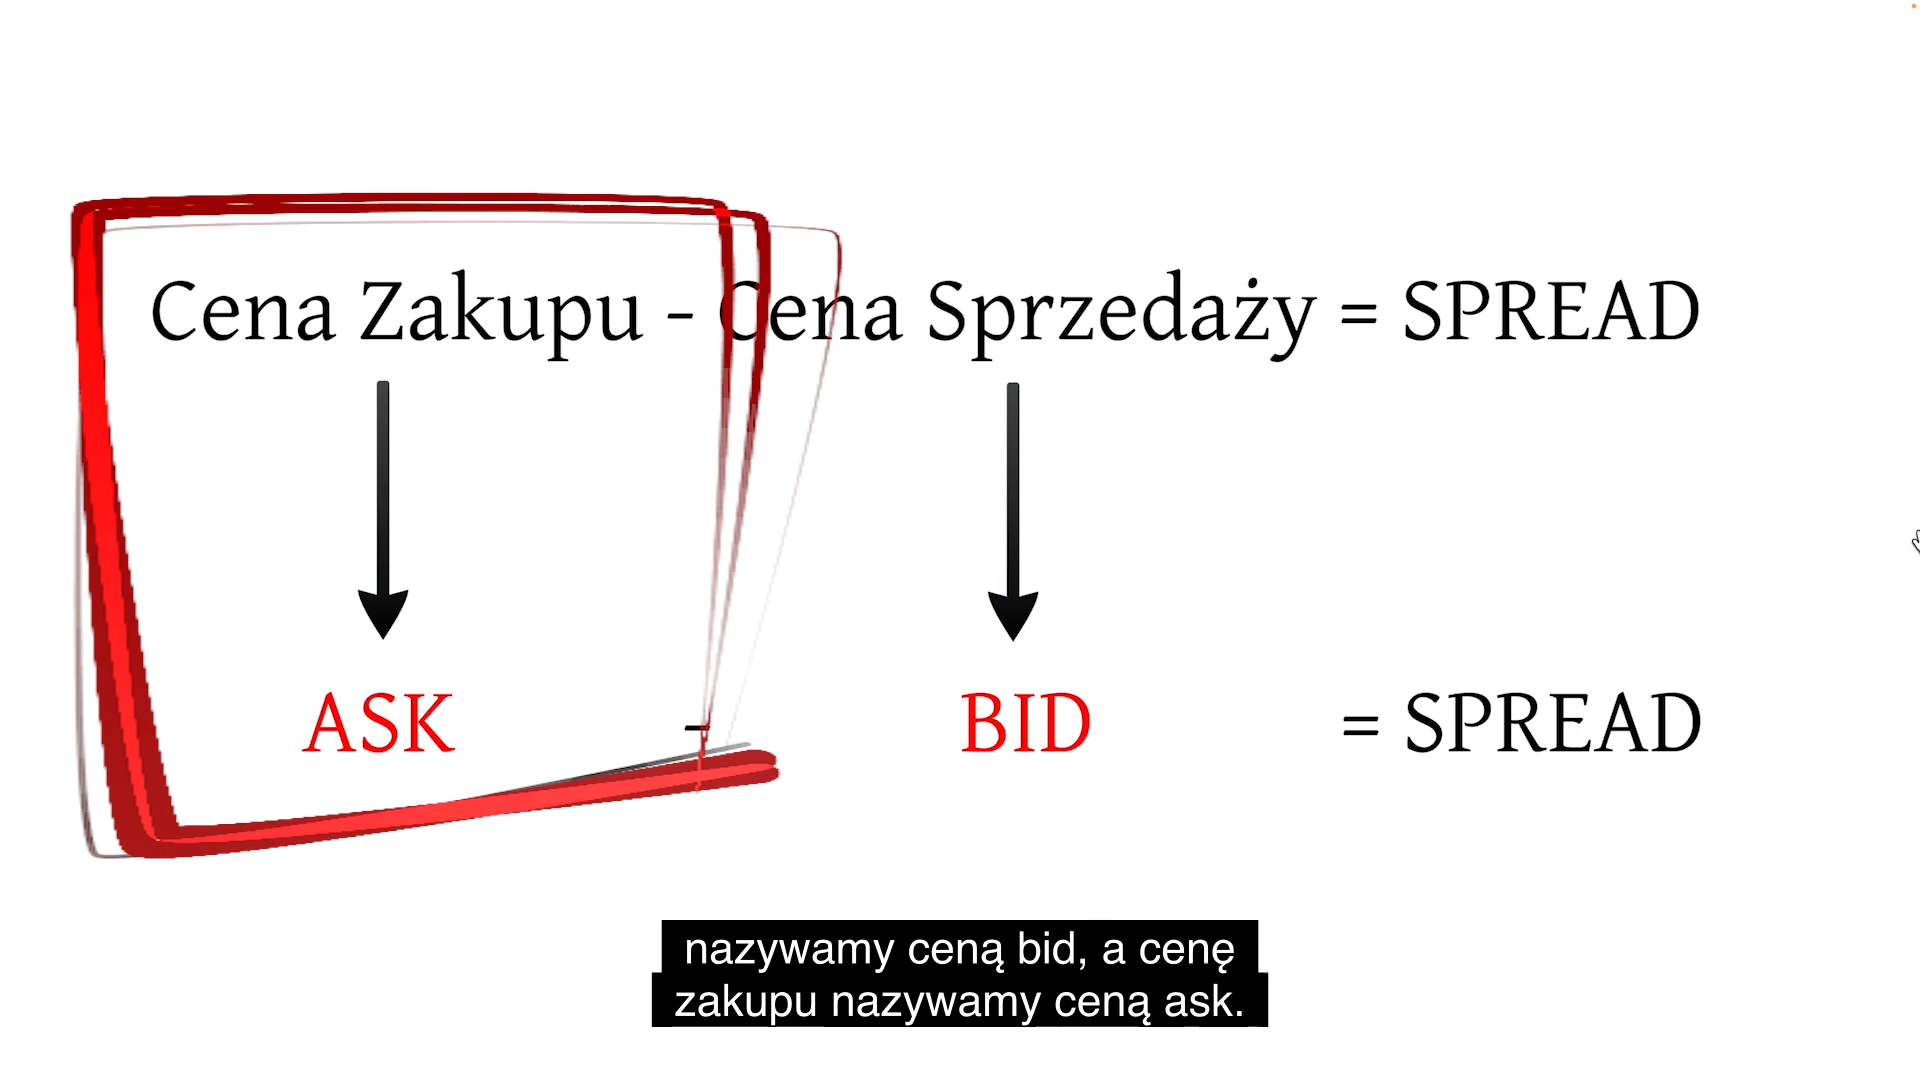 Cena Zakupu - Cena Sprzedaży = SPREAD
ASK - BID = SPREAD
nazywamy ceną bid, a cenę
zakupu nazywamy ceną ask.